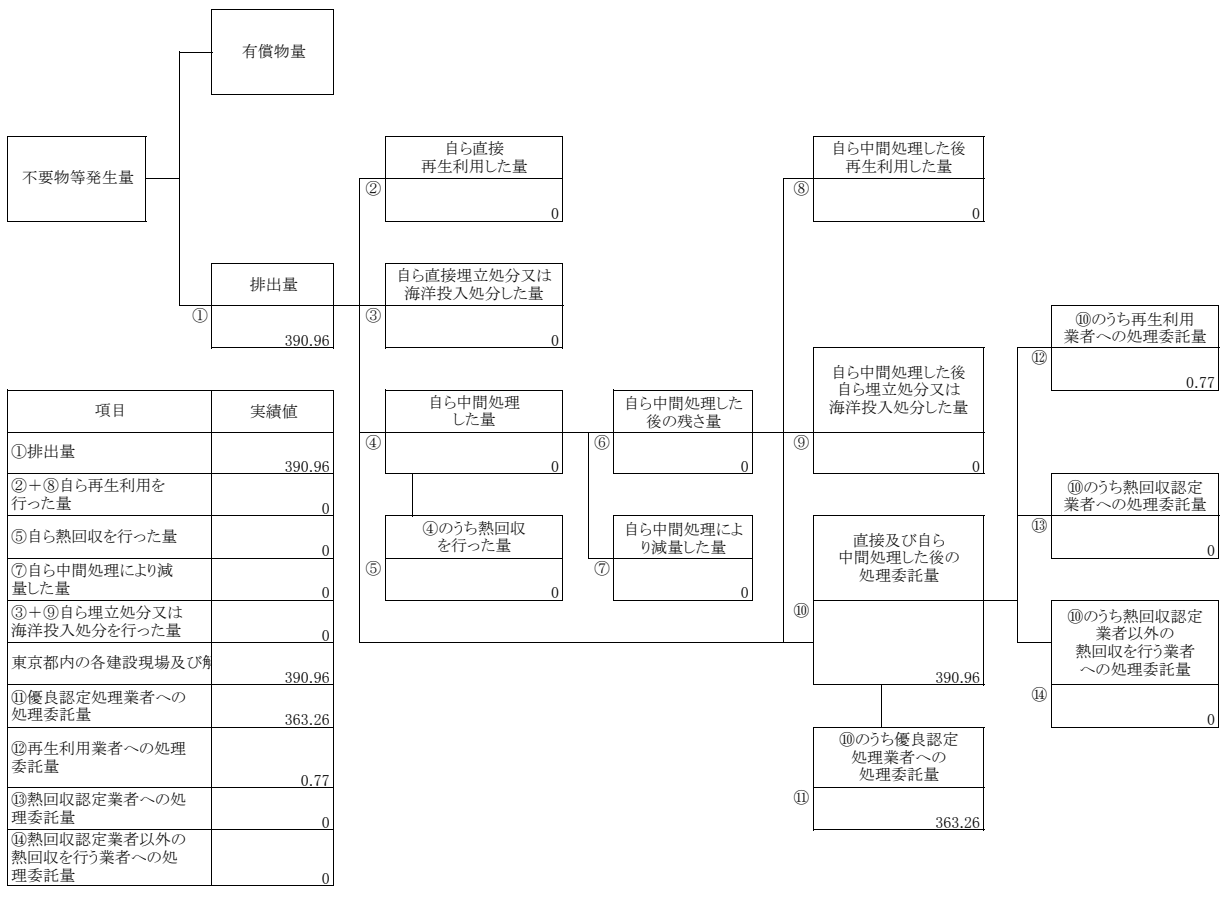 有償物量
不要物等発生量
自ら直接
再生利用した量
②
0
自ら中間処理した後
再生利用した量
⑧
0
排出量
①
390.96
自ら直接埋立処分又は
海洋投入処分した量
③
0
⑩のうち再生利用
業者への処理委託量
⑫
0.77
自ら中間処理した後
自ら埋立処分又は
海洋投入処分した量
⑨
0
自ら中間処理
した量
④
0
自ら中間処理した
後の残さ量
⑥
0
⑩のうち熱回収認定
業者への処理委託量
⑬
0
④のうち熱回収
を行った量
⑤
0
自ら中間処理によ
り減量した量
⑦
0
直接及び自ら
中間処理した後の
処理委託量
⑩
390.96
⑩のうち熱回収認定
業者以外の
熱回収を行う業者
への処理委託量
⑭
0
⑩のうち優良認定
処理業者への
処理委託量
⑪
363.26
項目
実績値
①排出量
390.96
②＋⑧自ら再生利用を
行った量
0
⑤自ら熱回収を行った量
0
⑦自ら中間処理により減
量した量
0
③＋⑨自ら埋立処分又は
海洋投入処分を行った量
0
東京都内の各建設現場及び解
390.96
⑪優良認定処理業者への
処理委託量
363.26
⑫再生利用業者への処理
委託量
0.77
⑬熱回収認定業者への処
理委託量
0
⑭熱回収認定業者以外の
熱回収を行う業者への処
理委託量
0